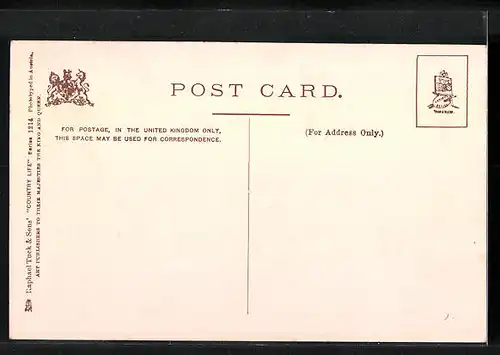 POST CARD.
FOR POSTAGE, IN THE UNITED KINGDOM ONLY,
THIS SPACE MAY BE USED FOR CORRESPONDENCE.
(For Address Only.)
Raphael Tuck & Sons' "COUNTRY LIFE" Series 1214 Phototyped in Austria.
ART PUBLISHERS TO THEIR MAJESTIES THE KING AND QUEEN.